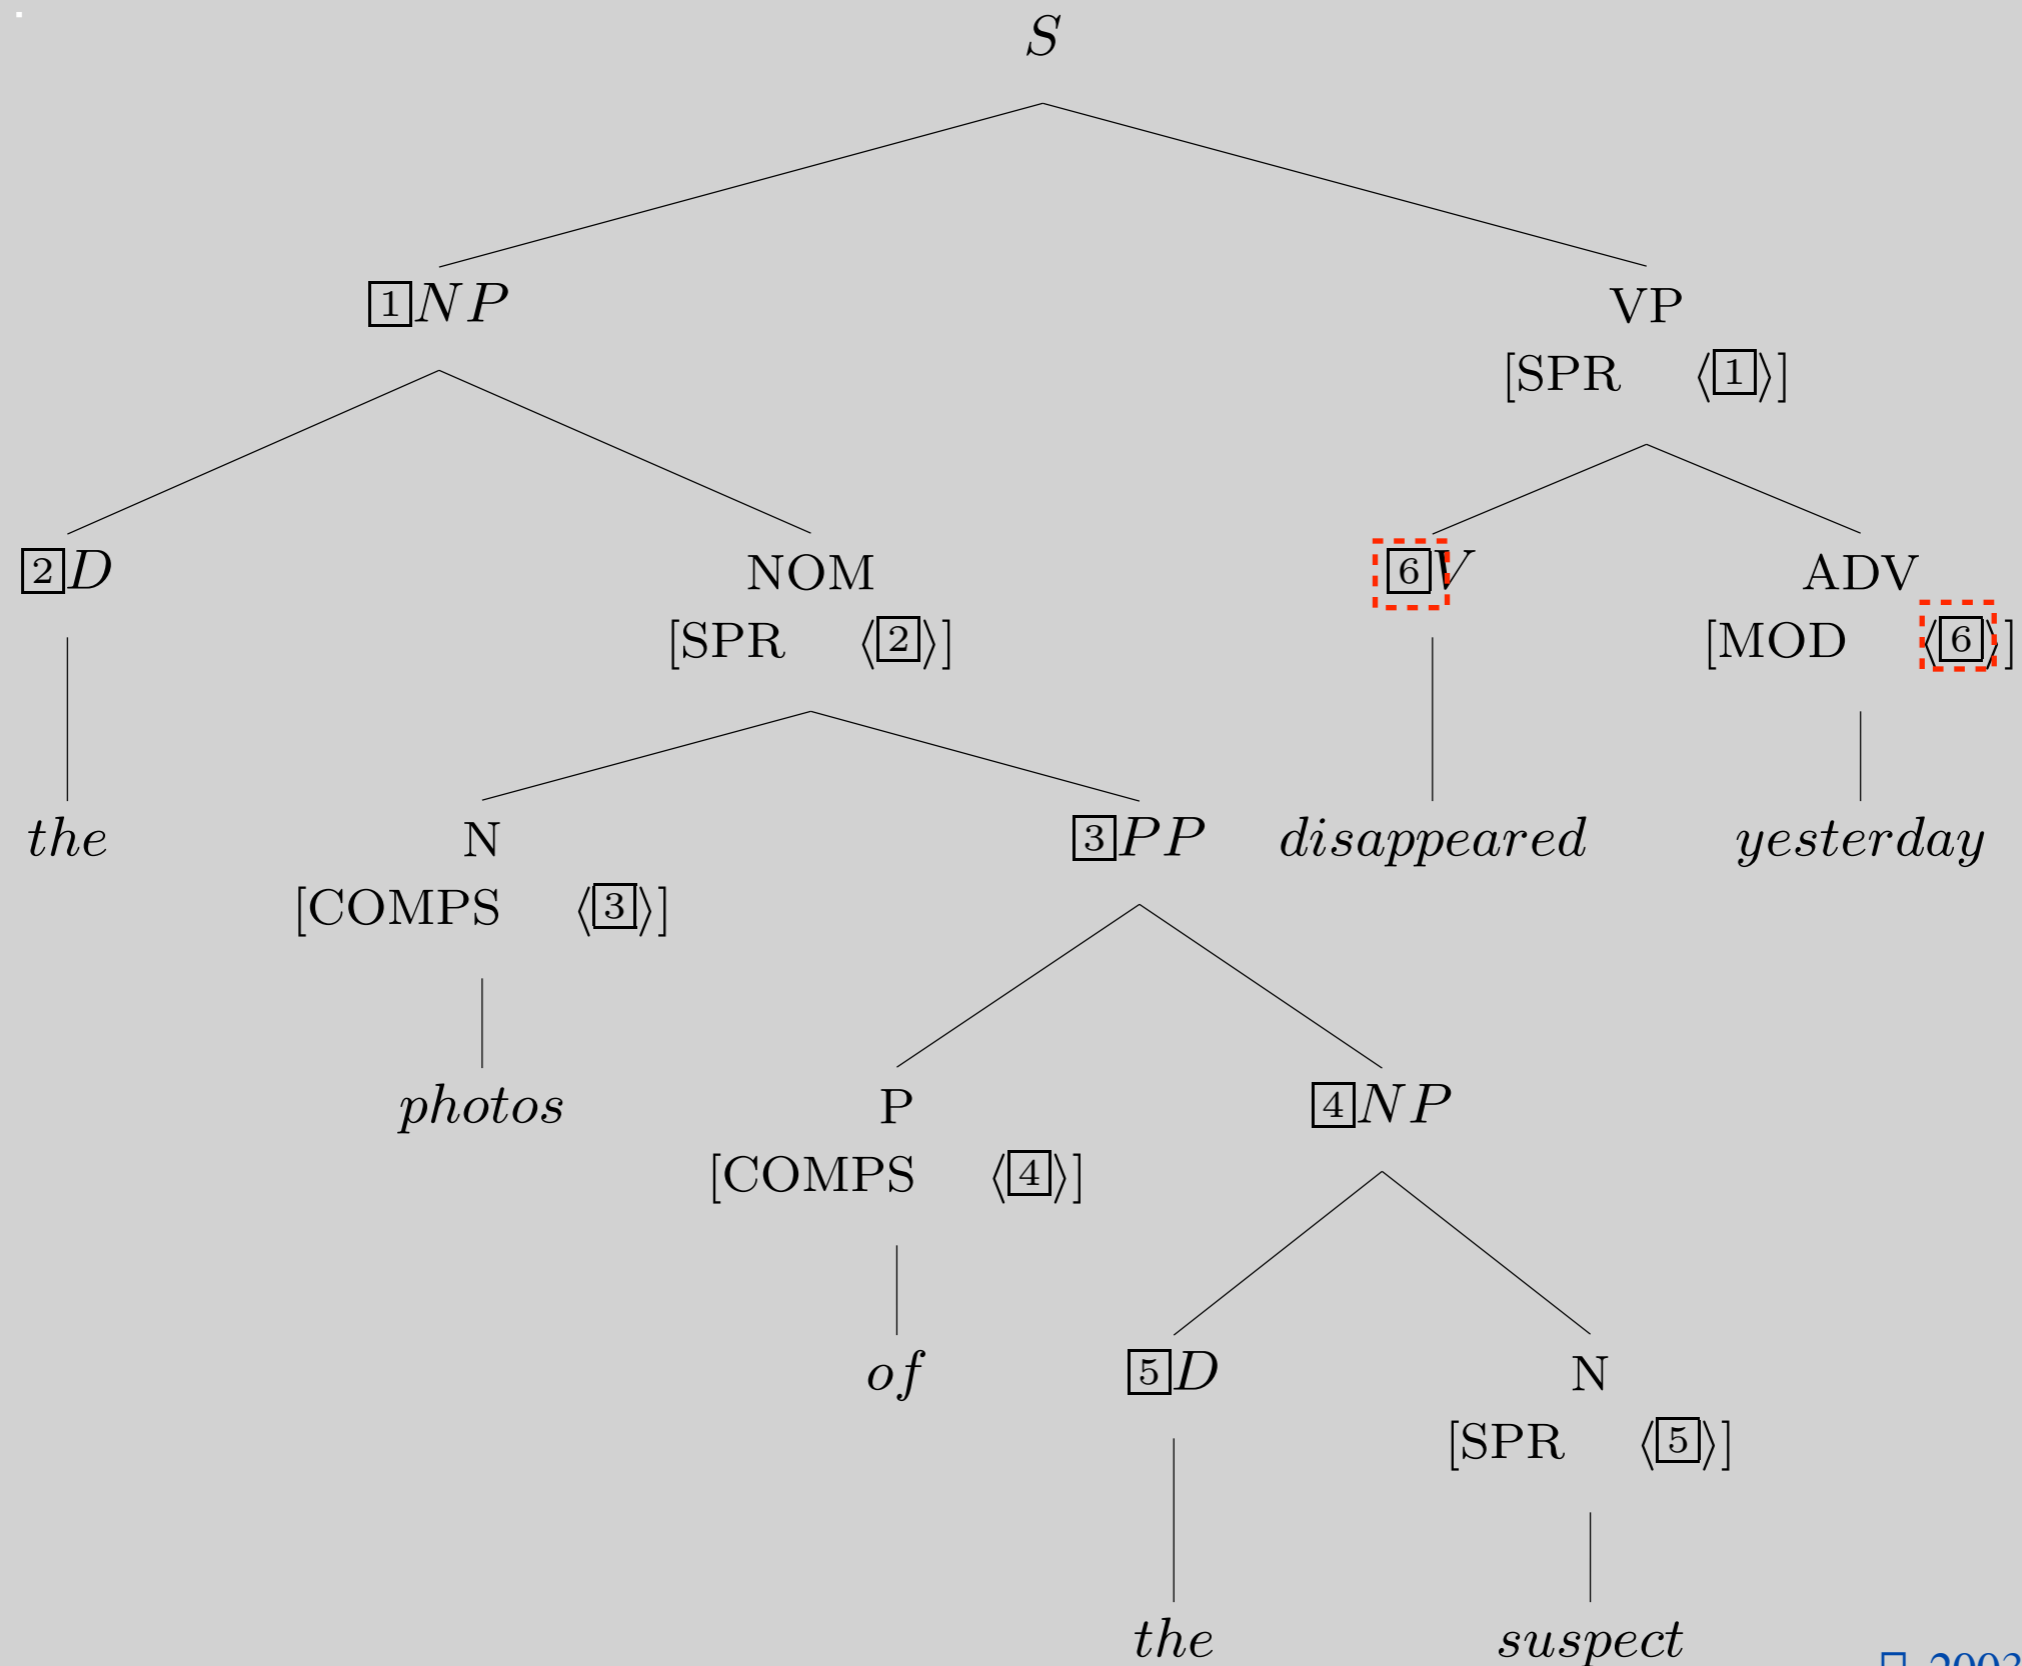 S
1 NP VP
[SPR ⟨1⟩]
2 D NOM 6 V ADV
[SPR ⟨2⟩] [MOD ⟨6⟩]
the N 3 PP disappeared yesterday
[COMPS ⟨3⟩]
photos P 4 NP
[COMPS ⟨4⟩]
of 5 D N
[SPR ⟨5⟩]
the suspect
2003